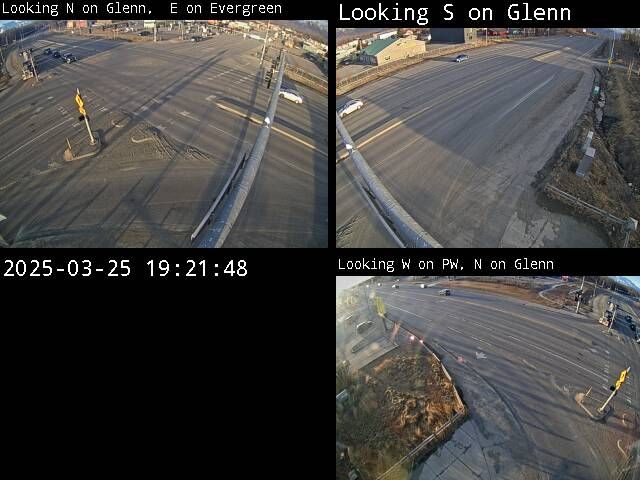 Looking N on Glenn,  E on Evergreen
Looking S on Glenn
2025-03-25 19:21:48
Looking W on PW, N on Glenn